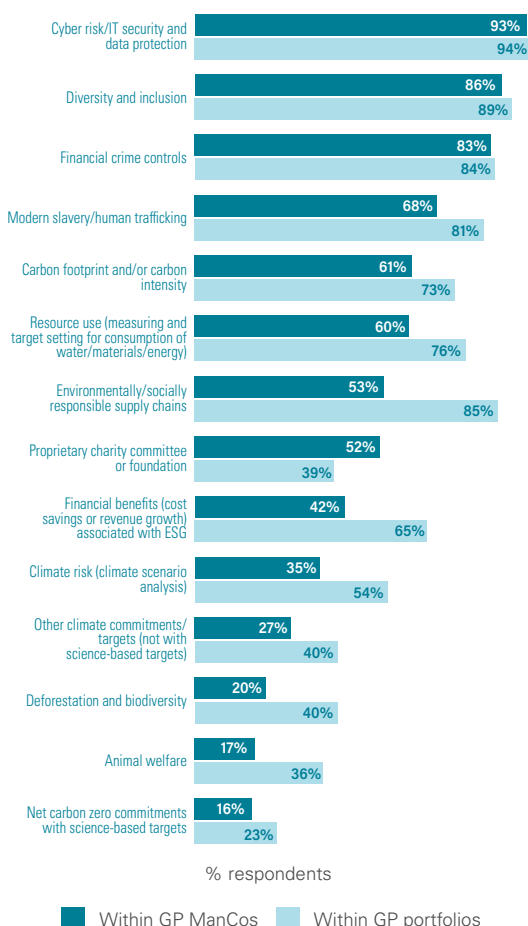 Cyber risk/IT security and
data protection
93%
94%
Diversity and inclusion
86%
89%
Financial crime controls
83%
84%
Modern slavery/human trafficking
68%
81%
Carbon footprint and/or carbon
intensity
61%
73%
Resource use (measuring and
target setting for consumption of
water/materials/energy)
60%
76%
Environmentally/socially
responsible supply chains
53%
85%
Proprietary charity committee
or foundation
52%
39%
Financial benefits (cost
savings or revenue growth)
associated with ESG
42%
65%
Climate risk (climate scenario
analysis)
35%
54%
Other climate commitments/
targets (not with
science-based targets)
27%
40%
Deforestation and biodiversity
20%
40%
Animal welfare
17%
36%
Net carbon zero commitments
with science-based targets
16%
23%
% respondents
Within GP ManCos
Within GP portfolios